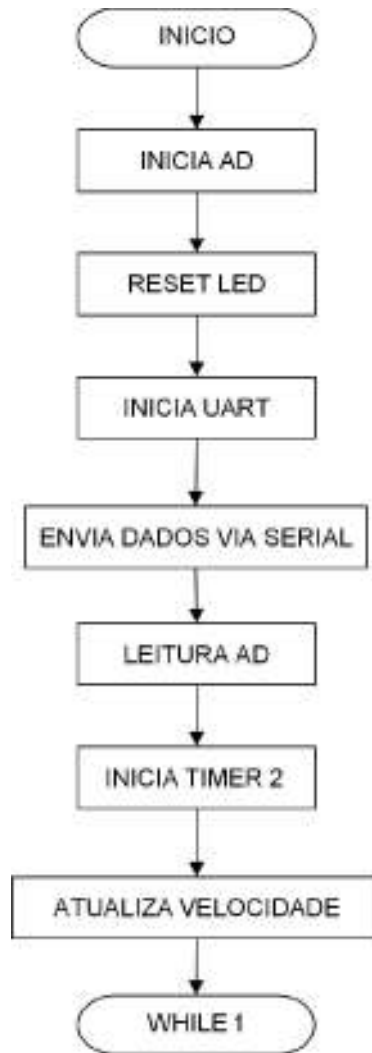 INICIO
INICIA AD
RESET LED
INICIA UART
ENVIA DADOS VIA SERIAL
LEITURA AD
INICIA TIMER 2
ATUALIZA VELOCIDADE
WHILE 1